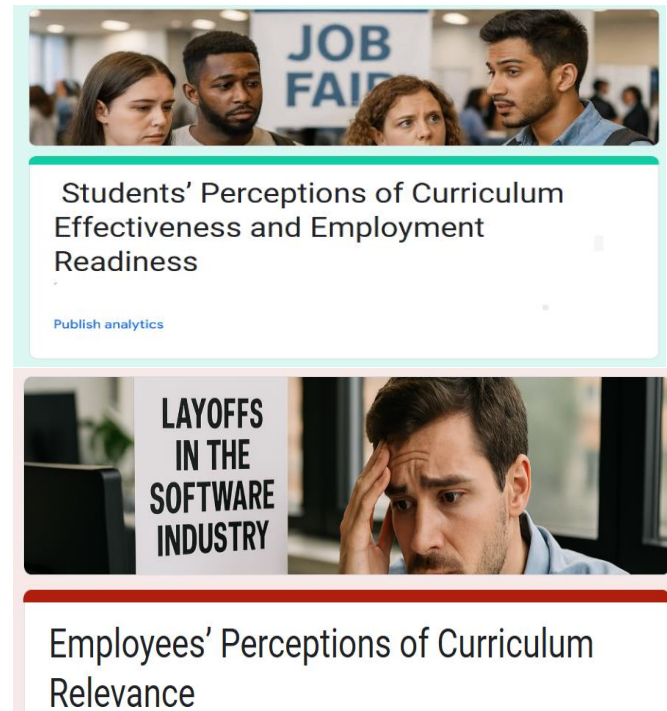 JOB
FAIR
Students’ Perceptions of Curriculum
Effectiveness and Employment
Readiness
Publish analytics
LAYOFFS
IN THE
SOFTWARE
INDUSTRY
Employees’ Perceptions of Curriculum
Relevance